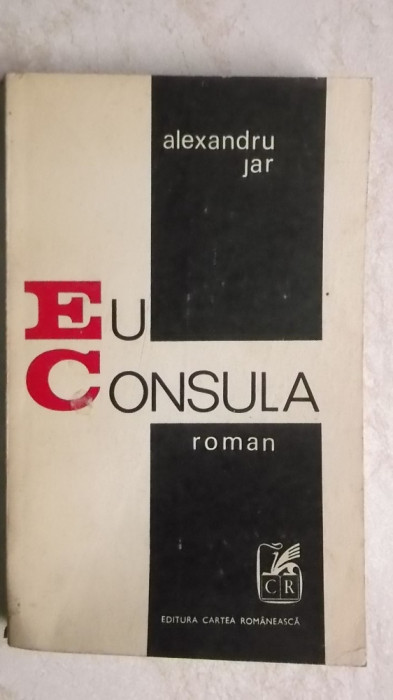 alexandru
jar
EU
CONSULA
roman
CR
EDITURA CARTEA ROMÂNEASCĂ